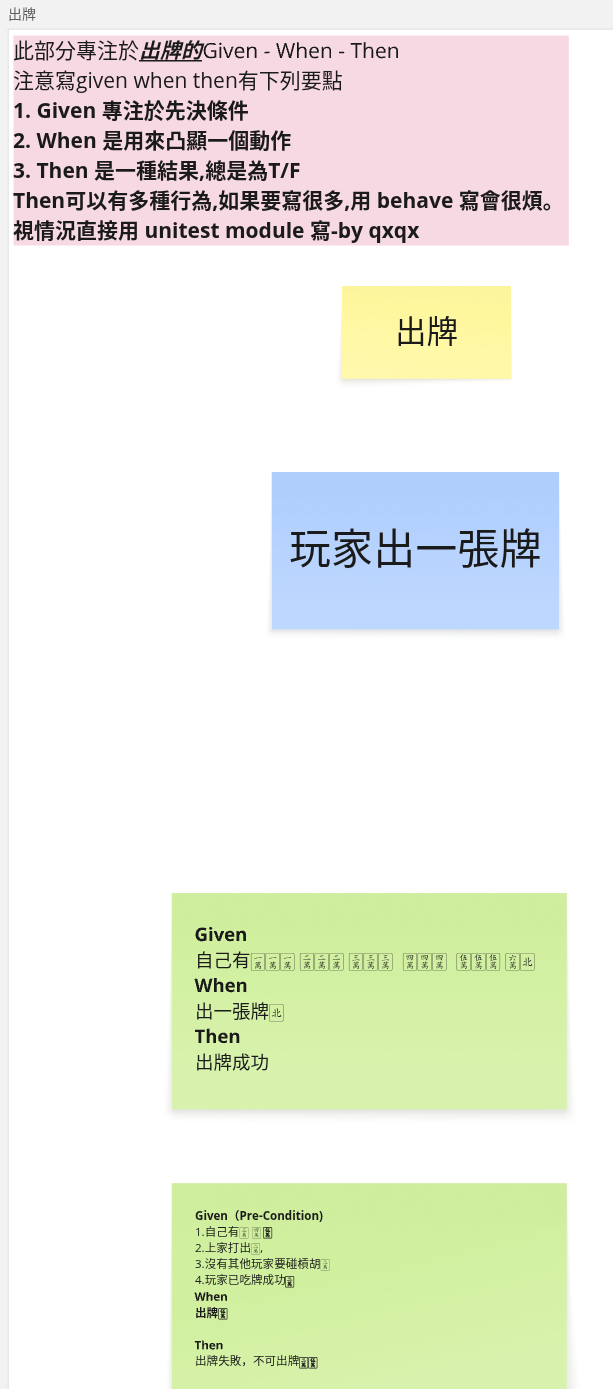 出牌
此部分專注於出牌的Given - When - Then
注意寫given when then有下列要點
1. Given 專注於先決條件
2. When 是用來凸顯一個動作
3. Then 是一種結果,總是為T/F
Then可以有多種行為,如果要寫很多,用 behave 寫會很煩。
視情況直接用 unitest module 寫-by qxqx
出牌
玩家出一張牌
Given
自己有🀇🀇🀇 🀈🀈🀈 🀉🀉🀉 🀊🀊🀊 🀋🀋🀋 🀌🀃
When
出一張牌🀃
Then
出牌成功
Given（Pre-Condition)
1.自己有
2.上家打出,
3.沒有其他玩家要碰槓胡
4.玩家已吃牌成功
When
出牌
Then
出牌失敗，不可出牌